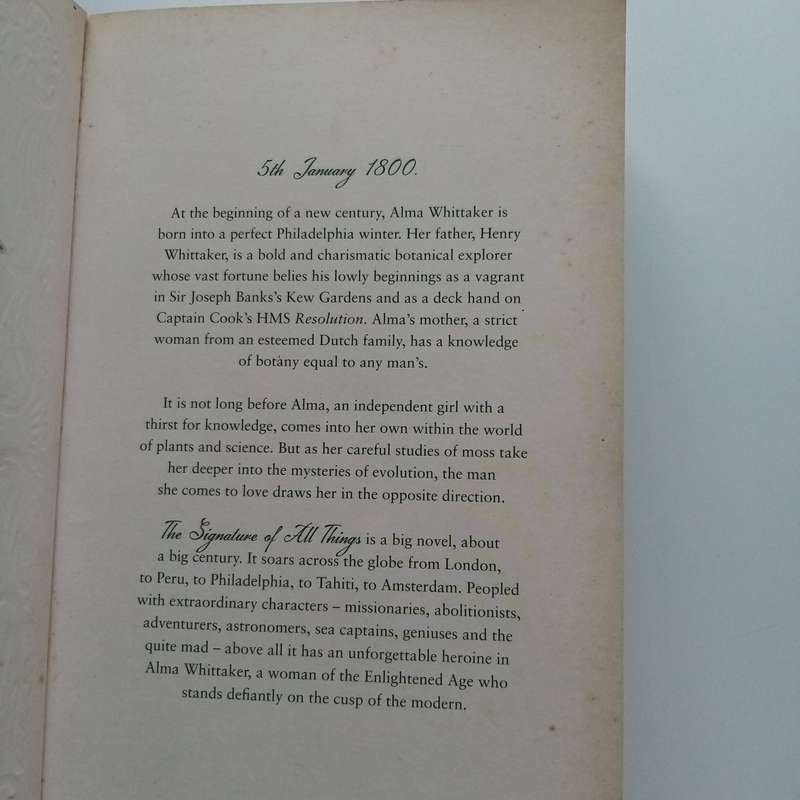 5th January 1800.
At the beginning of a new century, Alma Whittaker is
born into a perfect Philadelphia winter. Her father, Henry
Whittaker, is a bold and charismatic botanical explorer
whose vast fortune belies his lowly beginnings as a vagrant
in Sir Joseph Banks's Kew Gardens and as a deck hand on
Captain Cook's HMS Resolution. Alma's mother, a strict
woman from an esteemed Dutch family, has a knowledge
of botany equal to any man's.
It is not long before Alma, an independent girl with a
thirst for knowledge, comes into her own within the world
of plants and science. But as her careful studies of moss take
her deeper into the mysteries of evolution, the man
she comes to love draws her in the opposite direction.
The Signature of All Things is a big novel, about
a big century. It soars across the globe from London,
to Peru, to Philadelphia, to Tahiti, to Amsterdam. Peopled
with extraordinary characters – missionaries, abolitionists,
adventurers, astronomers, sea captains, geniuses and the
quite mad – above all it has an unforgettable heroine in
Alma Whittaker, a woman of the Enlightened Age who
stands defiantly on the cusp of the modern.